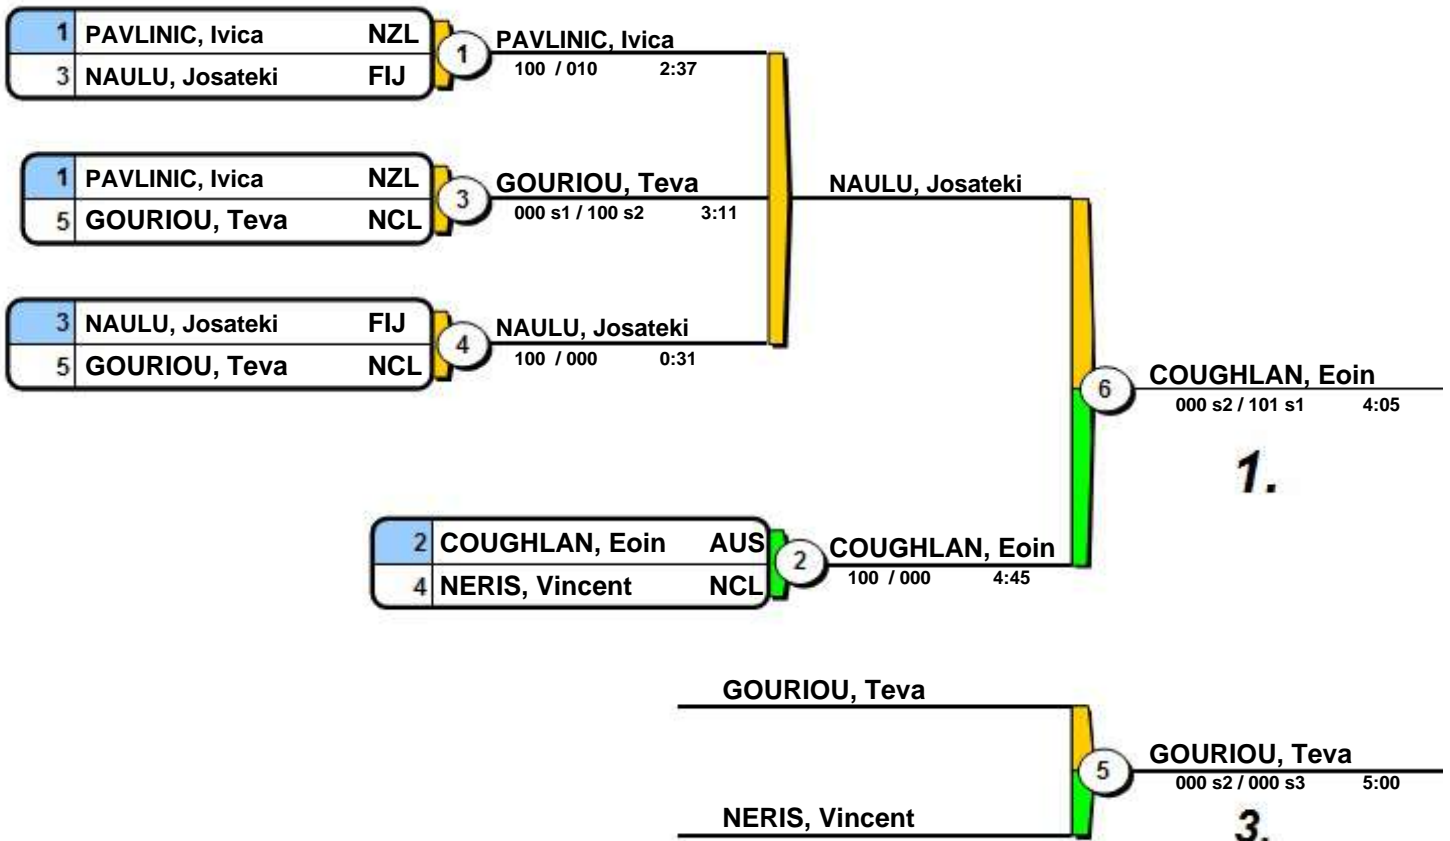 1 PAVLINIC, Ivica NZL
3 NAULU, Josateki FIJ
1 PAVLINIC, Ivica
100 / 010 2:37
1 PAVLINIC, Ivica NZL
5 GOURIOU, Teva NCL
3 GOURIOU, Teva
000 s1 / 100 s2 3:11
3 NAULU, Josateki FIJ
5 GOURIOU, Teva NCL
4 NAULU, Josateki
100 / 000 0:31
NAULU, Josateki
2 COUGHLAN, Eoin AUS
4 NERIS, Vincent NCL
2 COUGHLAN, Eoin
100 / 000 4:45
6 COUGHLAN, Eoin
000 s2 / 101 s1 4:05
1.
GOURIOU, Teva
NERIS, Vincent
5 GOURIOU, Teva
000 s2 / 000 s3 5:00
3.